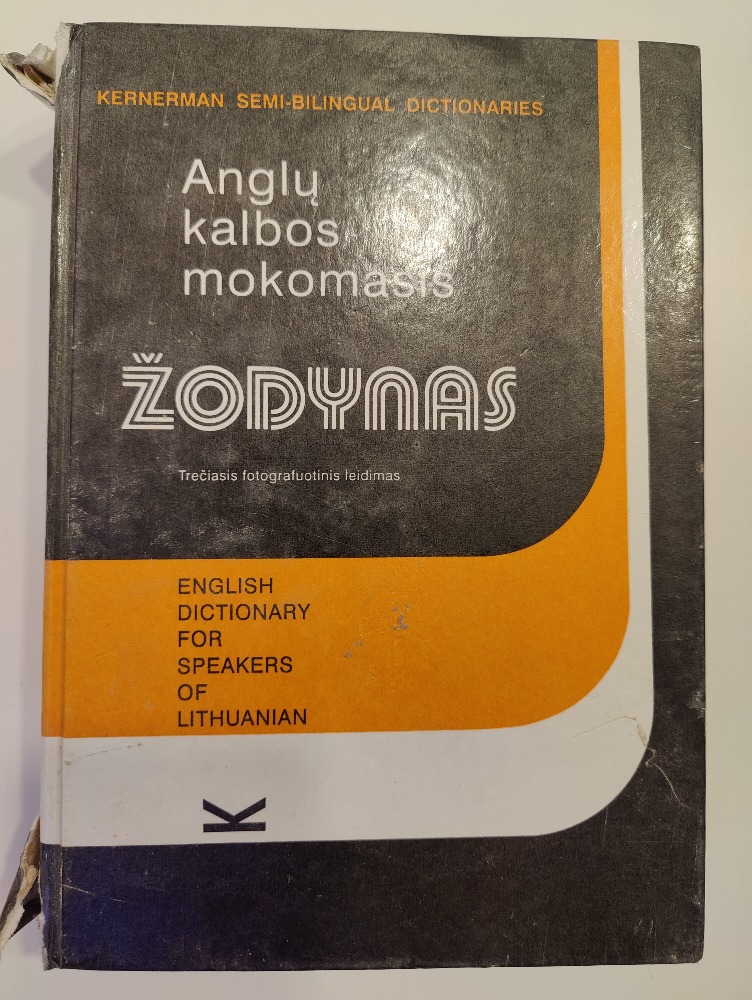 KERNERMAN SEMI-BILINGUAL DICTIONARIES
Anglų
kalbos
mokomasis
ŽODYNAS
Trečiasis fotografuotinis leidimas
ENGLISH
DICTIONARY
FOR
SPEAKERS
OF
LITHUANIAN
K